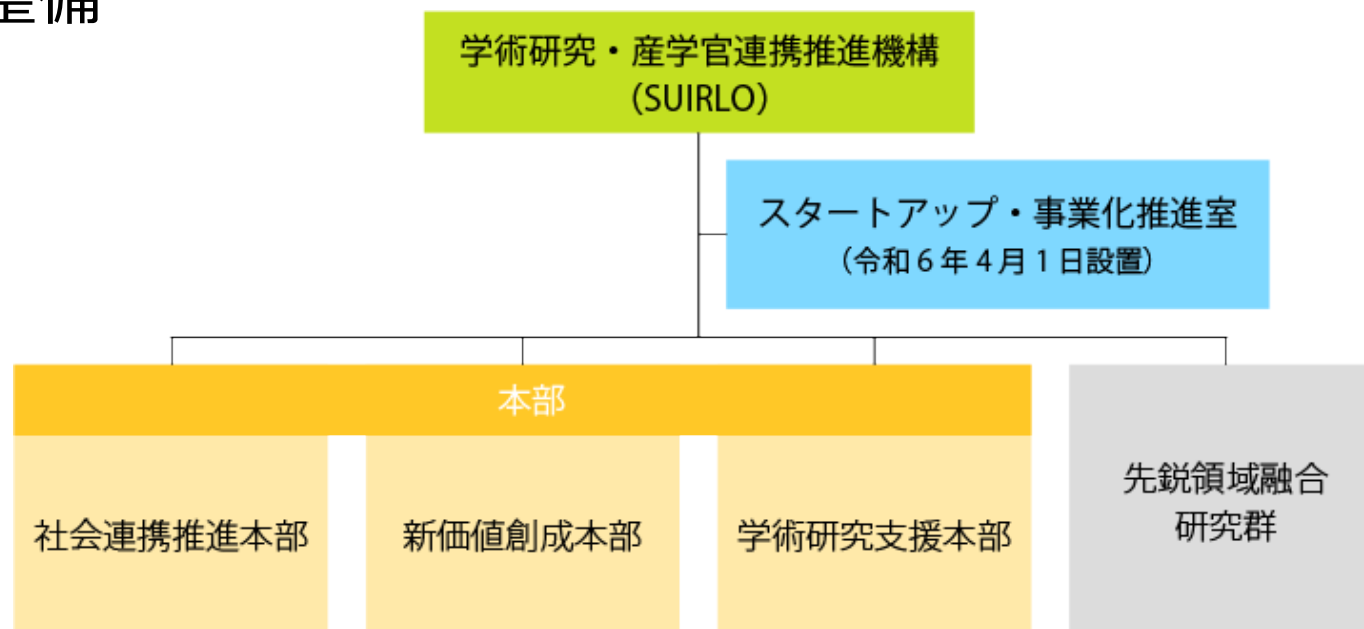 整備
学術研究・産学官連携推進機構
（SUIRLO）
スタートアップ・事業化推進室
（令和６年４月１日設置）
本部
社会連携推進本部
新価値創成本部
学術研究支援本部
先鋭領域融合
研究群